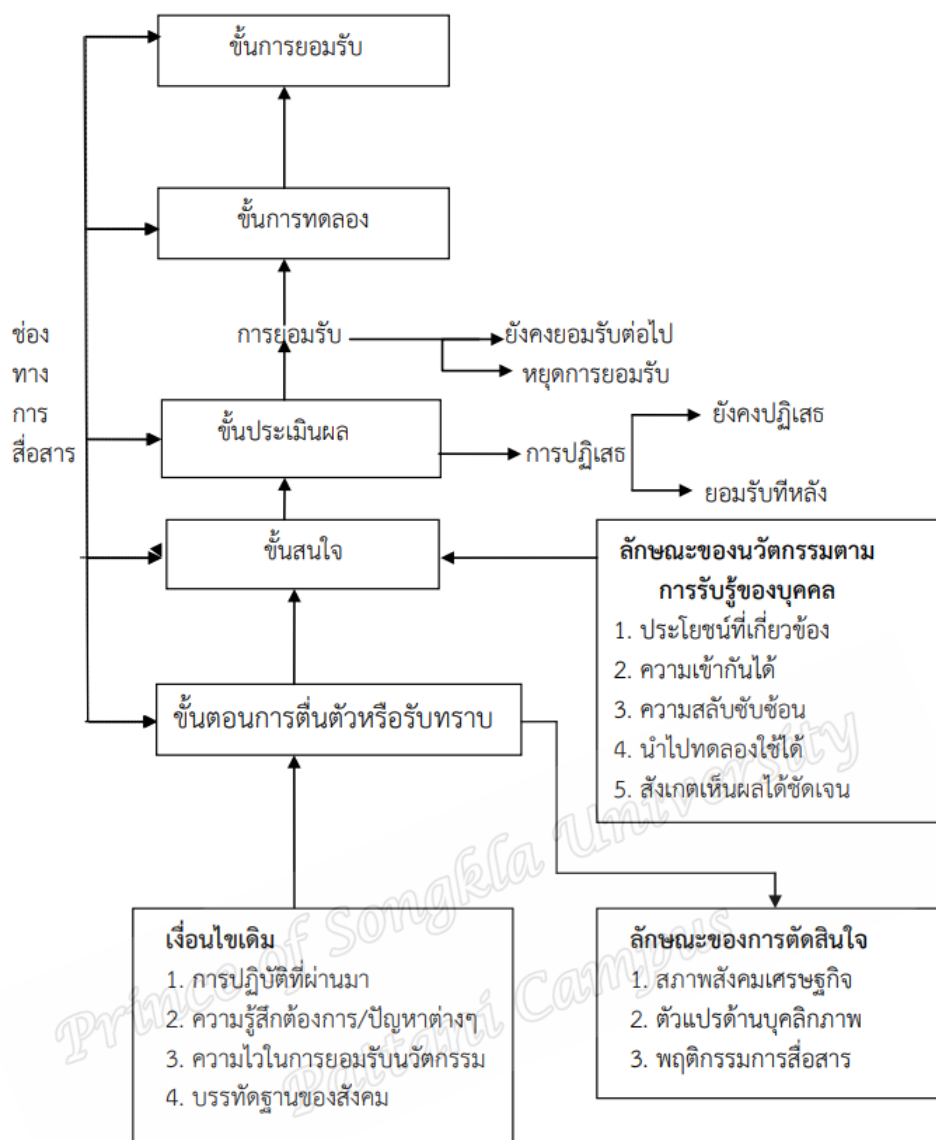 ขั้นการยอมรับ
ขั้นการทดลอง
ช่อง
ทาง
การ
สื่อสาร
การยอมรับ
ยังคงยอมรับต่อไป
หยุดการยอมรับ
ขั้นประเมินผล
การปฏิเสธ
ยังคงปฏิเสธ
ยอมรับทีหลัง
ขั้นสนใจ
ลักษณะของนวัตกรรมตาม
การรับรู้ของบุคคล
1. ประโยชน์ที่เกี่ยวข้อง
2. ความเข้ากันได้
3. ความสลับซับซ้อน
4. นำไปทดลองใช้ได้
5. สังเกตเห็นผลได้ชัดเจน
ขั้นตอนการตื่นตัวหรือรับทราบ
เงื่อนไขเดิม
1. การปฏิบัติที่ผ่านมา
2. ความรู้สึกต้องการ/ปัญหาต่างๆ
3. ความไวในการยอมรับนวัตกรรม
4. บรรทัดฐานของสังคม
ลักษณะของการตัดสินใจ
1. สภาพสังคมเศรษฐกิจ
2. ตัวแปรด้านบุคลิกภาพ
3. พฤติกรรมการสื่อสาร
Prince of Songkla University
Pattani Campus